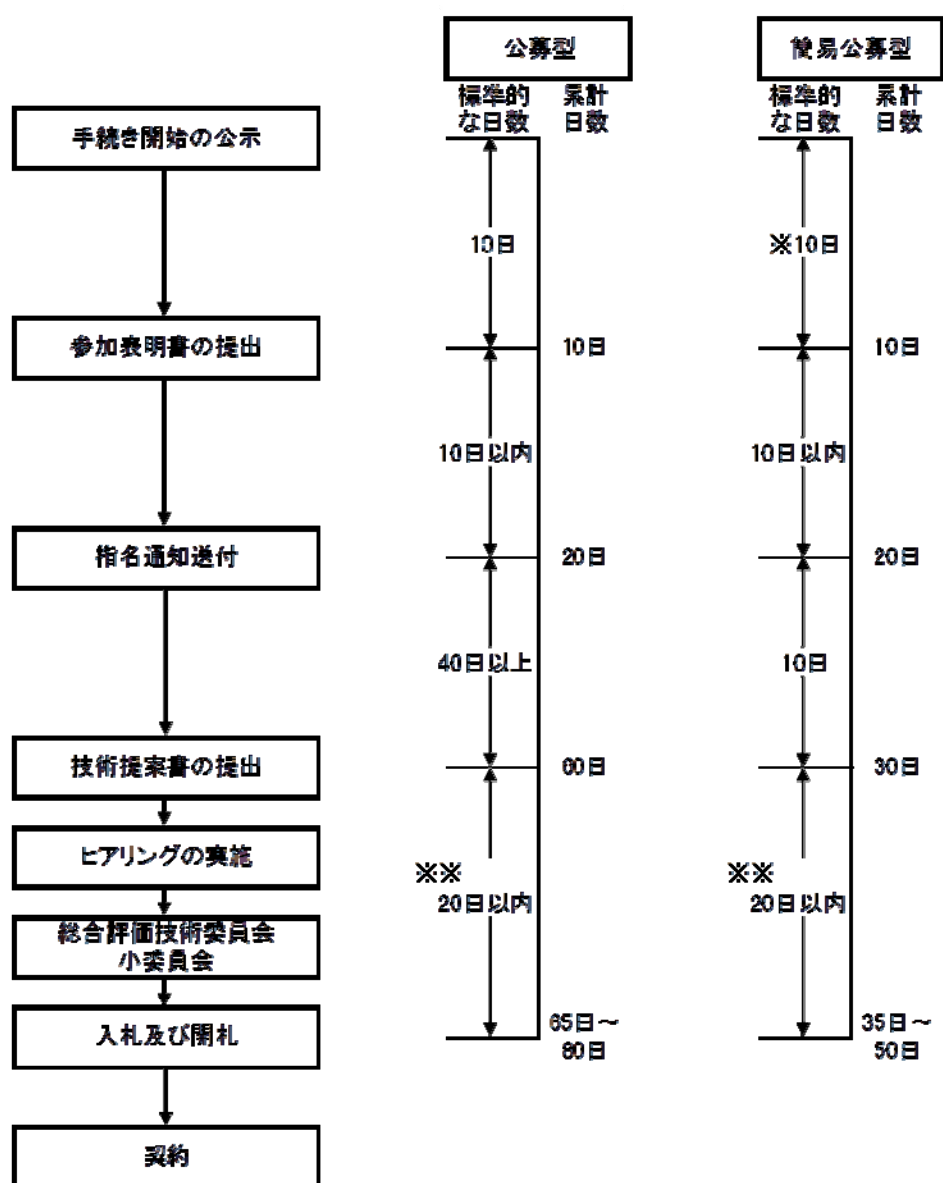 公募型
簡易公募型
標準的
な日数
累計
日数
標準的
な日数
累計
日数
手続き開始の公示
10日
※10日
参加表明書の提出
10日
10日
10日以内
10日以内
指名通知送付
20日
20日
40日以上
10日
技術提案書の提出
60日
30日
ヒアリングの実施
※※
20日以内
※※
20日以内
総合評価技術委員会
小委員会
入札及び開札
65日～
80日
35日～
50日
契約